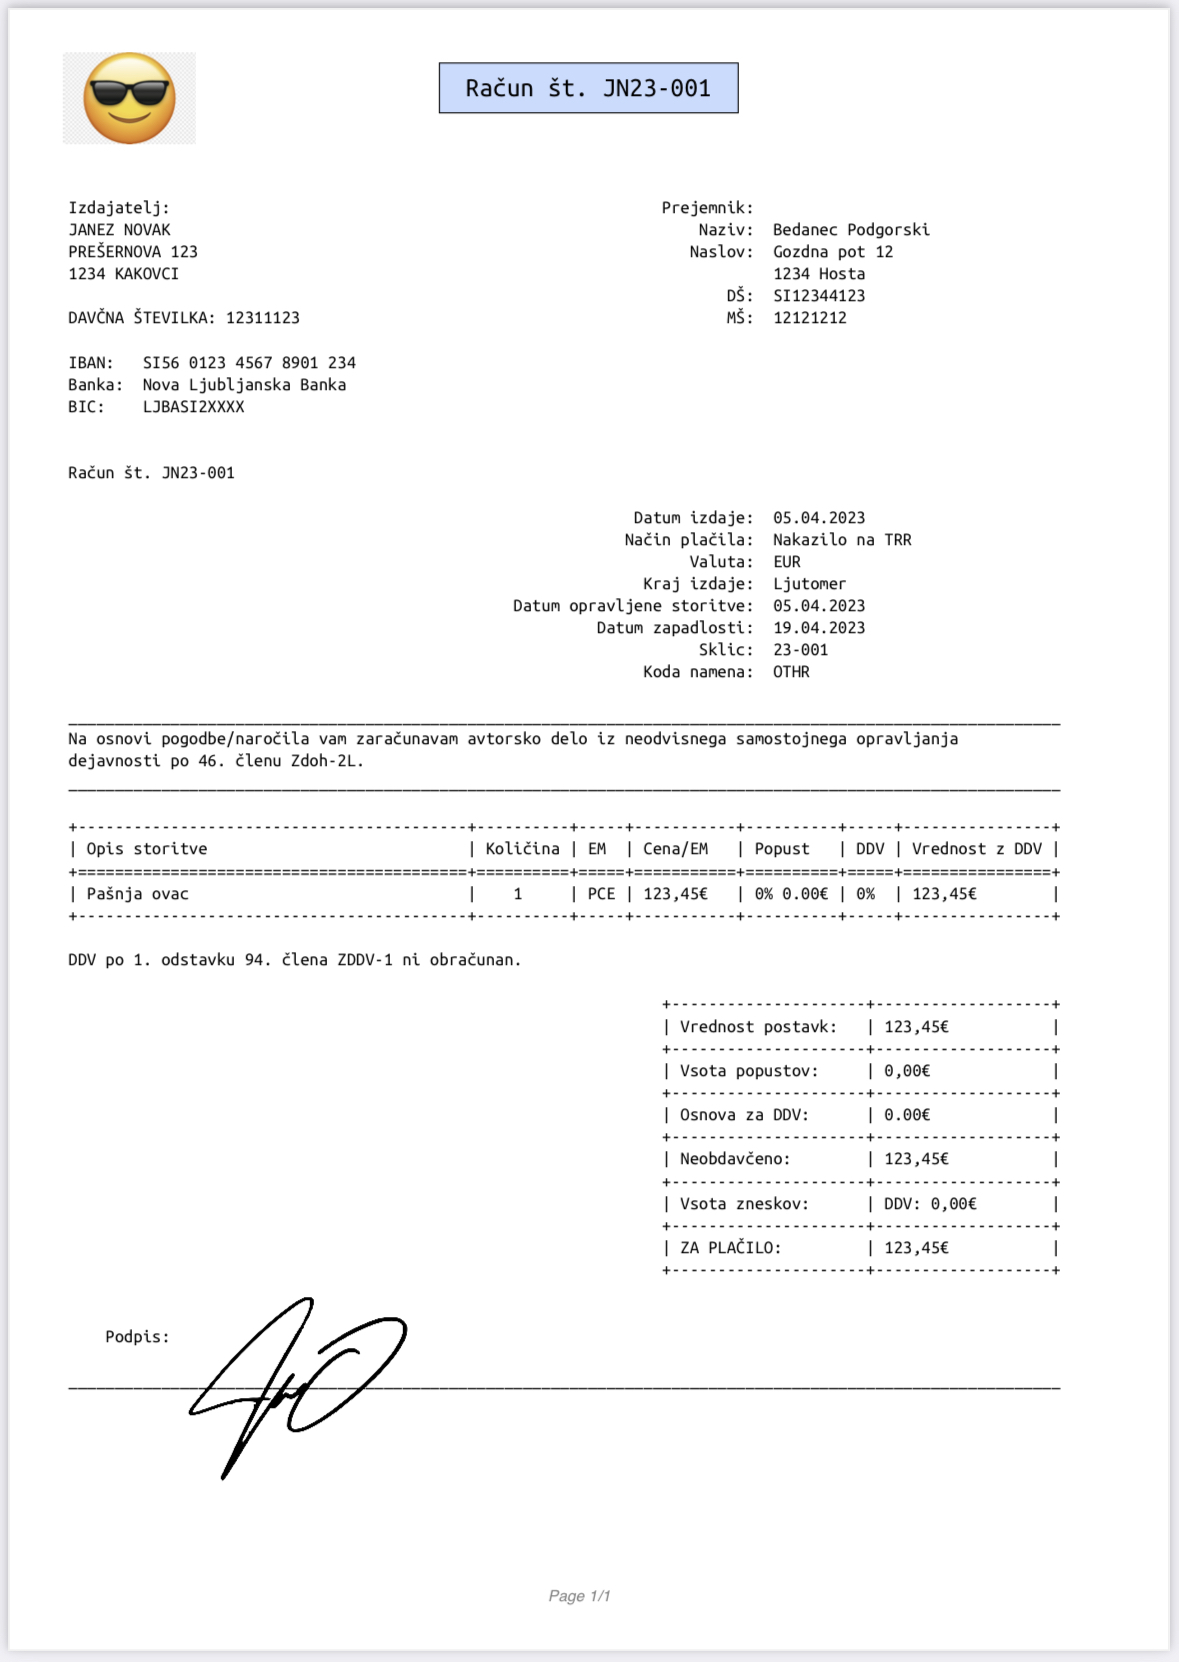 Račun št. JN23-001
Izdajatelj:
JANEZ NOVAK
PREŠERNOVA 123
1234 KAKOVCI
DAVČNA ŠTEVILKA: 12311123
IBAN: SI56 0123 4567 8901 234
Banka: Nova Ljubljanska Banka
BIC: LJBASI2XXXX
Prejemnik:
Naziv: Bedanec Podgorski
Naslov: Gozdna pot 12
1234 Hosta
DŠ: SI12344123
MŠ: 12121212
Račun št. JN23-001
Datum izdaje: 05.04.2023
Način plačila: Nakazilo na TRR
Valuta: EUR
Kraj izdaje: Ljutomer
Datum opravljene storitve: 05.04.2023
Datum zapadlosti: 19.04.2023
Sklic: 23-001
Koda namena: OTHR
Na osnovi pogodbe/naročila vam zaračunavam avtorsko delo iz neodvisnega samostojnega opravljanja
dejavnosti po 46. členu Zdoh-2L.
| Opis storitve | Količina | EM | Cena/EM | Popust | DDV | Vrednost z DDV |
| Pašnja ovac | 1 | PCE | 123,45€ | 0% 0.00€ | 0% | 123,45€ |
DDV po 1. odstavku 94. člena ZDDV-1 ni obračunan.
| Vrednost postavk: | 123,45€ |
| Vsota popustov: | 0,00€ |
| Osnova za DDV: | 0.00€ |
| Neobdavčeno: | 123,45€ |
| Vsota zneskov: | DDV: 0,00€ |
| ZA PLAČILO: | 123,45€ |
Podpis:
Page 1/1